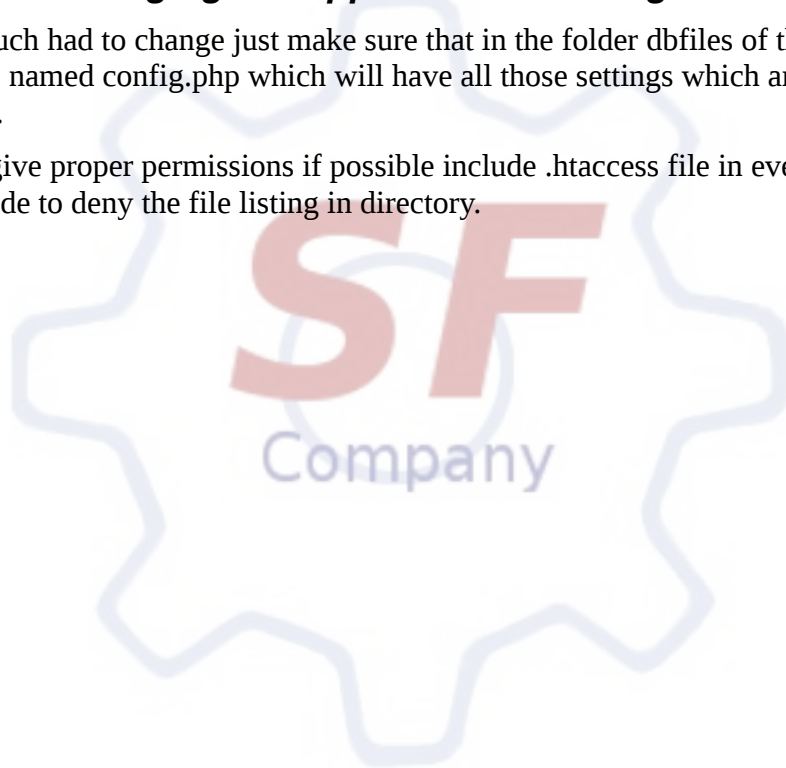 uch had to change just make sure that in the folder dbfiles of t
named config.php which will have all those settings which a
.
give proper permissions if possible include .htaccess file in eve
de to deny the file listing in directory.
SF
Company